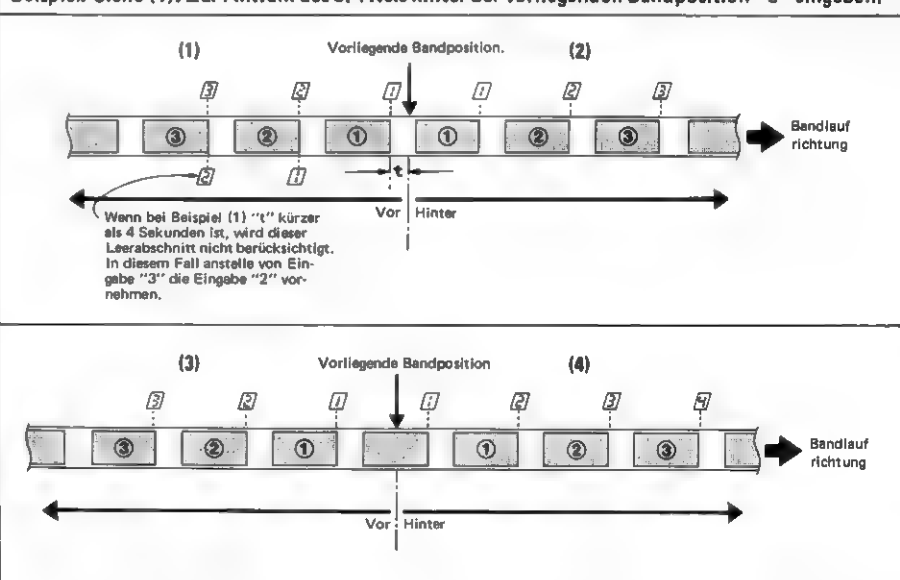 (1) Vorliegende Bandposition. (2)
3 2 1 1 2 3
③ ② ① ① ② ③
Bandlauf
richtung
2 1 t
Vor Hinter
Wenn bei Beispiel (1) "t" kürzer
als 4 Sekunden ist, wird dieser
Leerabschnitt nicht berücksichtigt.
In diesem Fall anstelle von Ein-
gabe "3" die Eingabe "2" vor-
nehmen.
(3) Vorliegende Bandposition (4)
3 2 1 1 2 3 4
③ ② ① ① ② ③
Bandlauf
richtung
Vor Hinter